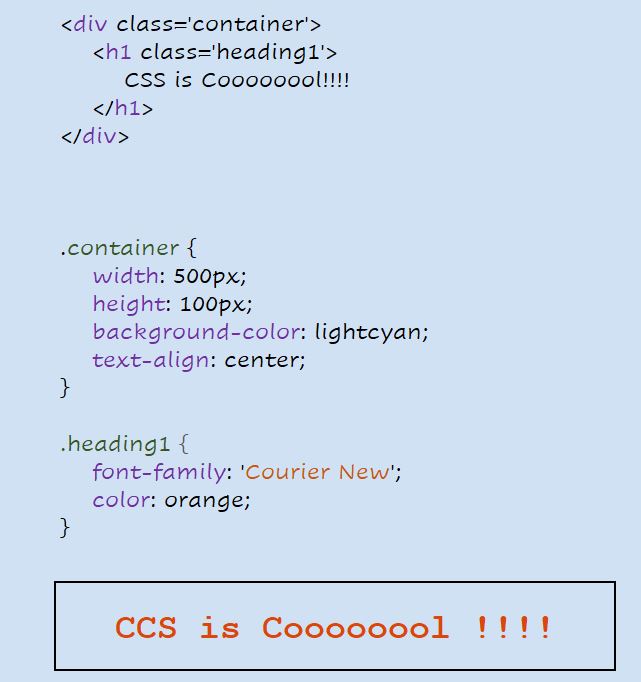 <div class='container'>
<h1 class='heading1'>
CSS is Cooooool!!!!
</h1>
</div>
.container {
width: 500px;
height: 100px;
background-color: lightcyan;
text-align: center;
}
.heading1 {
font-family: 'Courier New';
color: orange;
}
CCS is Coooooool !!!!